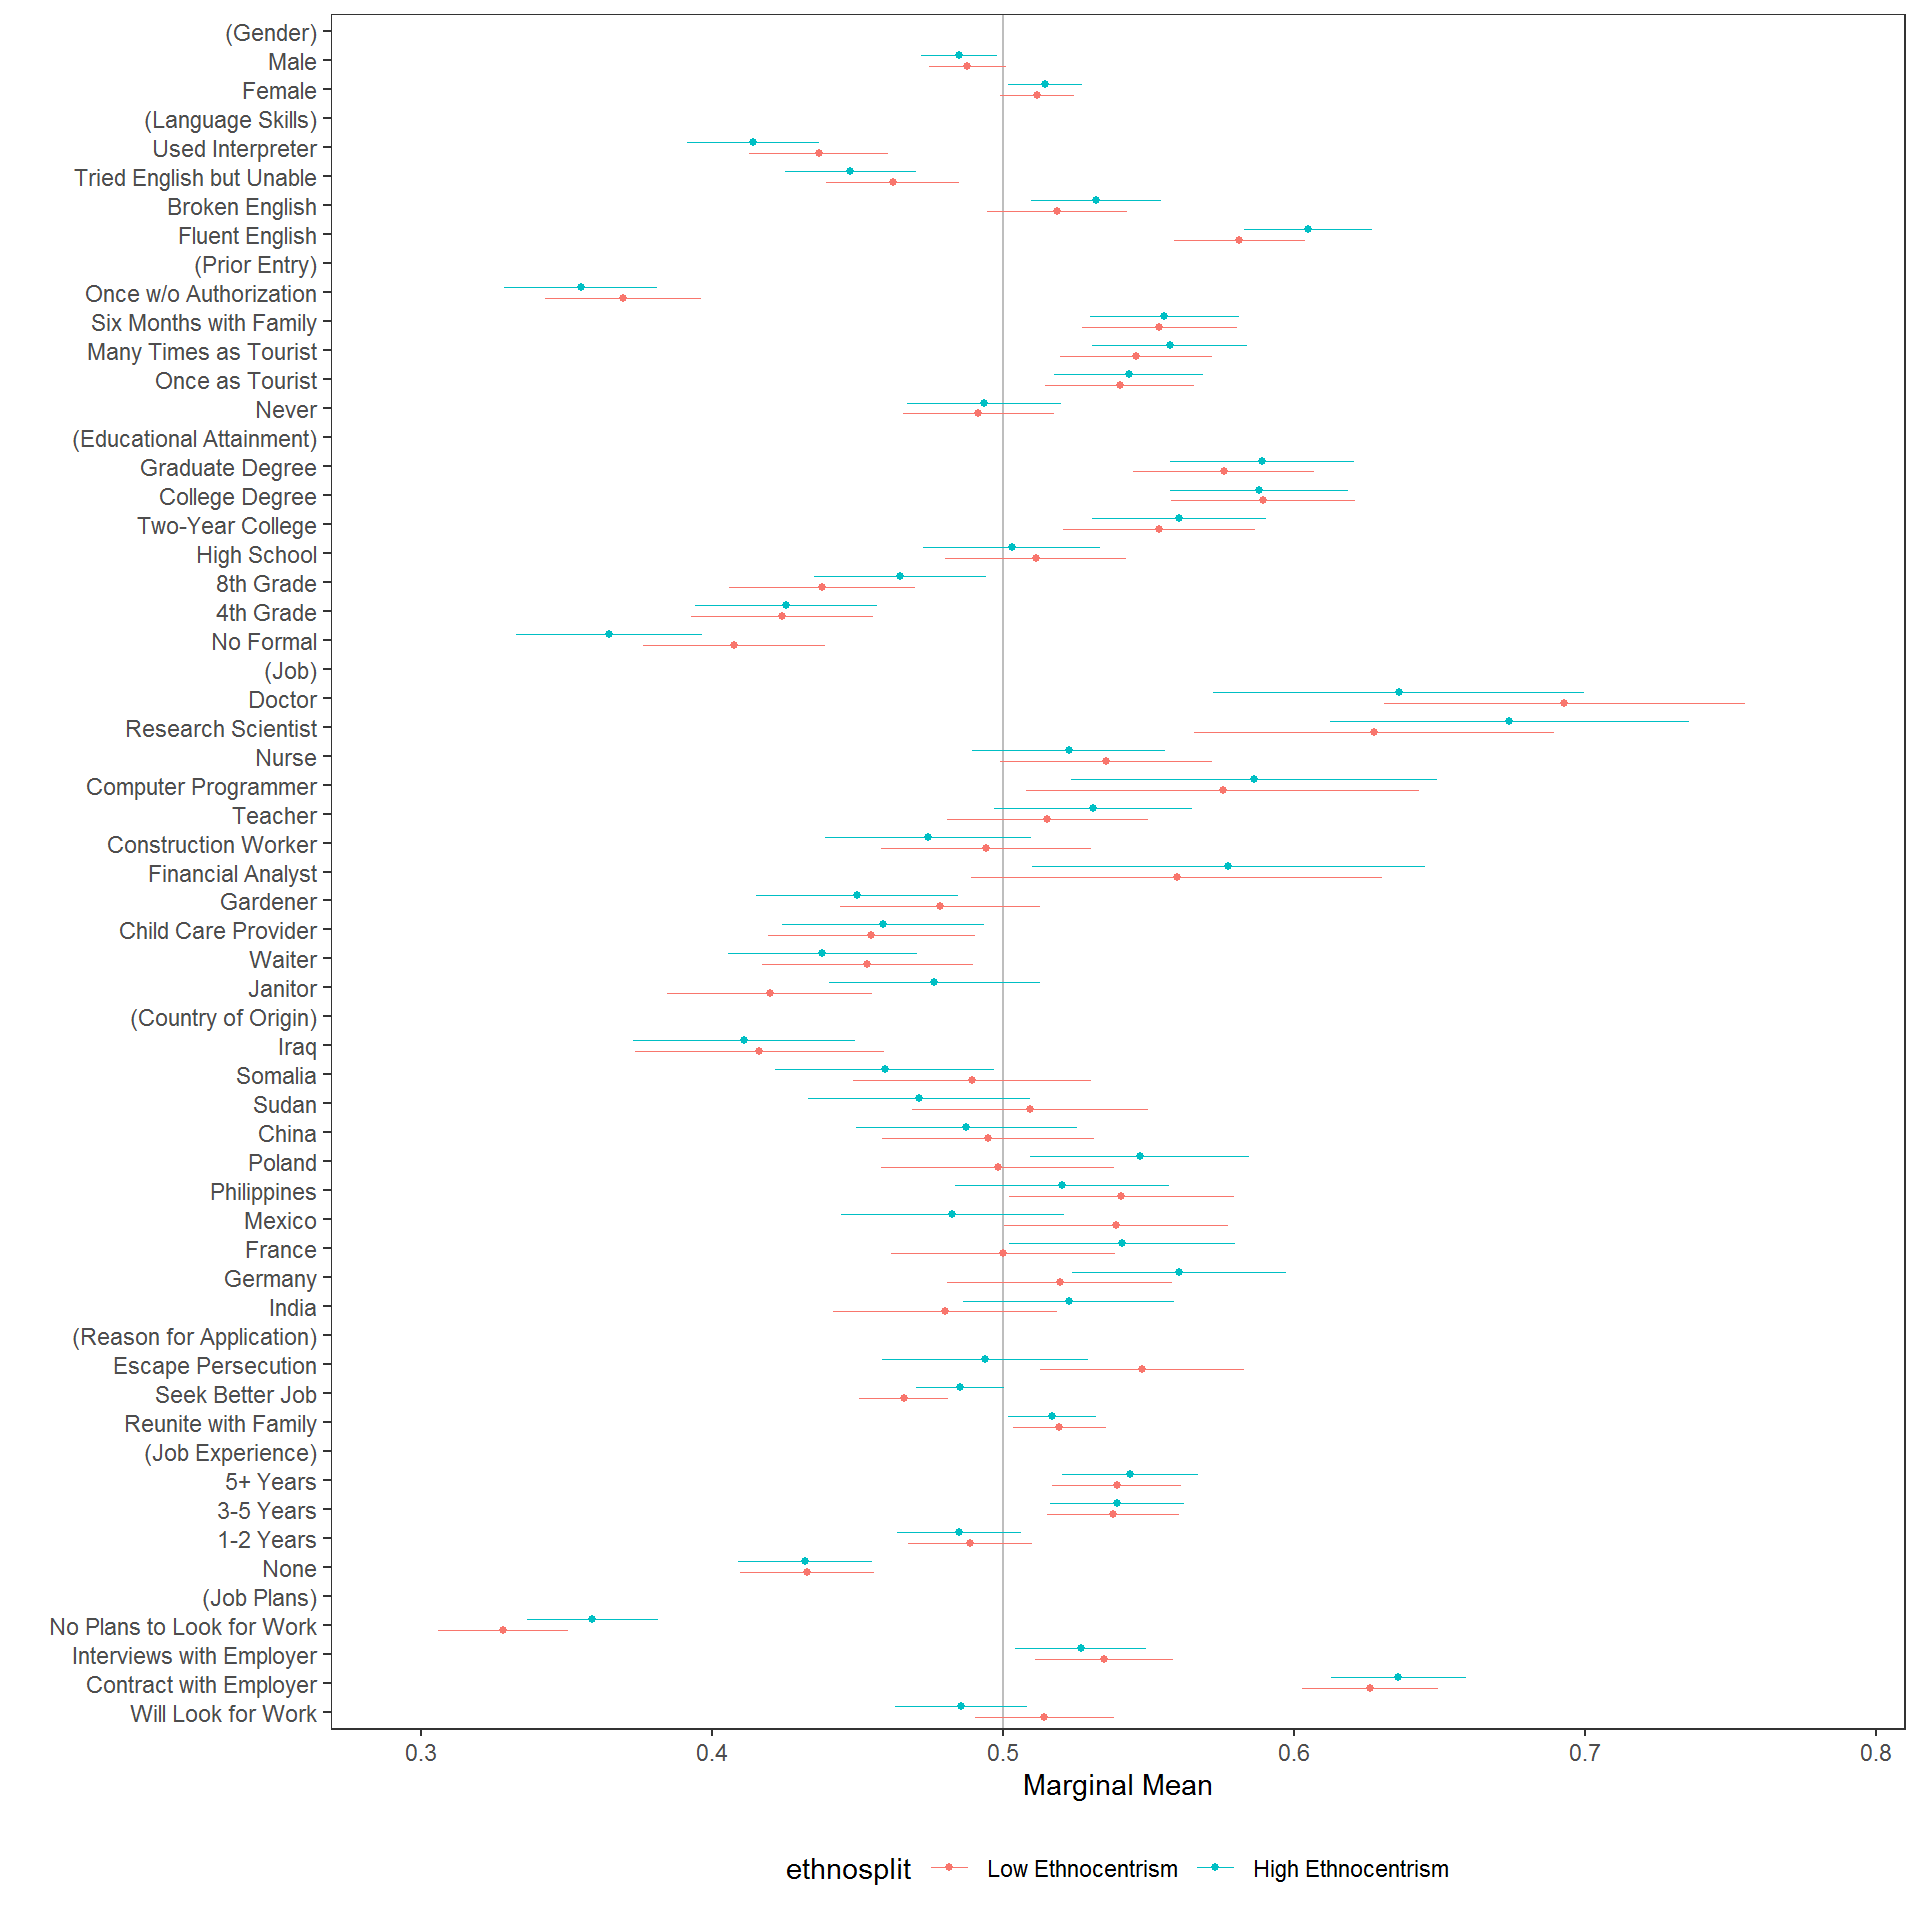 (Gender)
Male
Female
(Language Skills)
Used Interpreter
Tried English but Unable
Broken English
Fluent English
(Prior Entry)
Once w/o Authorization
Six Months with Family
Many Times as Tourist
Once as Tourist
Never
(Educational Attainment)
Graduate Degree
College Degree
Two-Year College
High School
8th Grade
4th Grade
No Formal
(Job)
Doctor
Research Scientist
Nurse
Computer Programmer
Teacher
Construction Worker
Financial Analyst
Gardener
Child Care Provider
Waiter
Janitor
(Country of Origin)
Iraq
Somalia
Sudan
China
Poland
Philippines
Mexico
France
Germany
India
(Reason for Application)
Escape Persecution
Seek Better Job
Reunite with Family
(Job Experience)
5+ Years
3-5 Years
1-2 Years
None
(Job Plans)
No Plans to Look for Work
Interviews with Employer
Contract with Employer
Will Look for Work
0.3 0.4 0.5 0.6 0.7 0.8
Marginal Mean
ethnosplit Low Ethnocentrism High Ethnocentrism